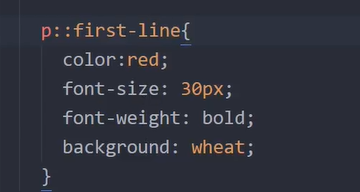 p::first-line{
color:red;
font-size: 30px;
font-weight: bold;
background: wheat;
}